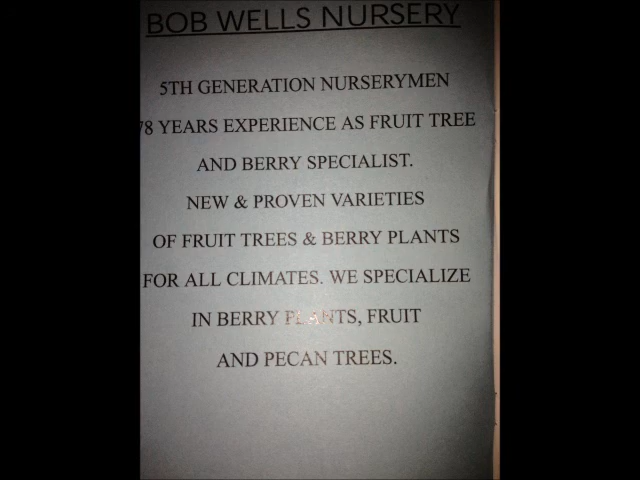 BOB WELLS NURSERY
5TH GENERATION NURSERYMEN
78 YEARS EXPERIENCE AS FRUIT TREE
AND BERRY SPECIALIST.
NEW & PROVEN VARIETIES
OF FRUIT TREES & BERRY PLANTS
FOR ALL CLIMATES. WE SPECIALIZE
IN BERRY PLANTS, FRUIT
AND PECAN TREES.